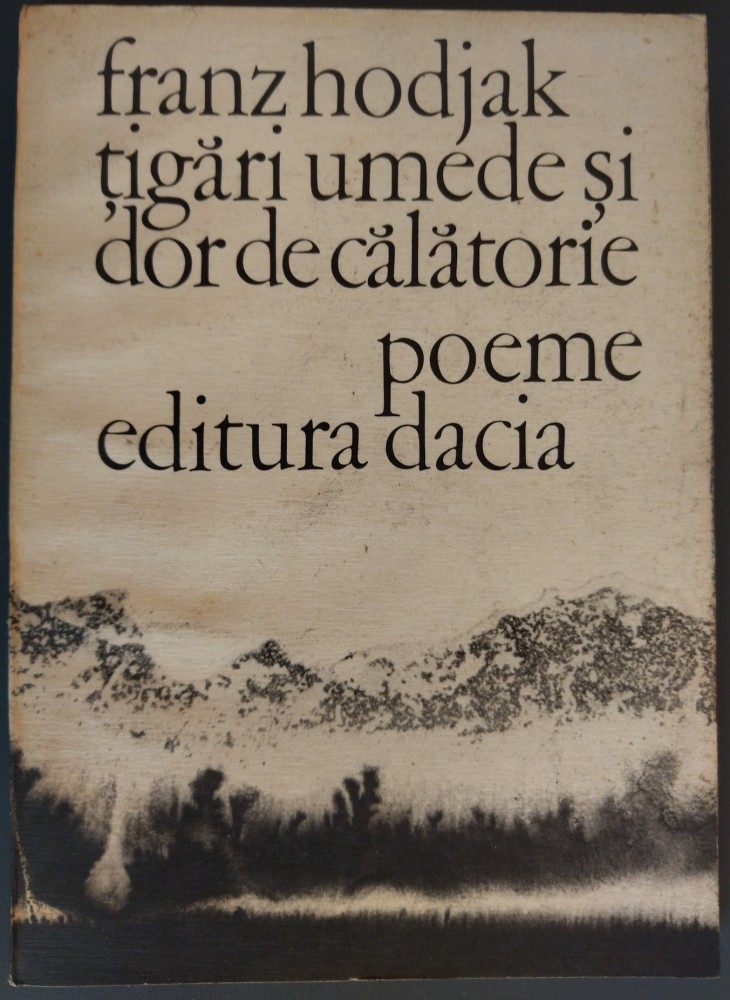 franz hodjak
țigări umede și
dor de călătorie
poeme
editura dacia